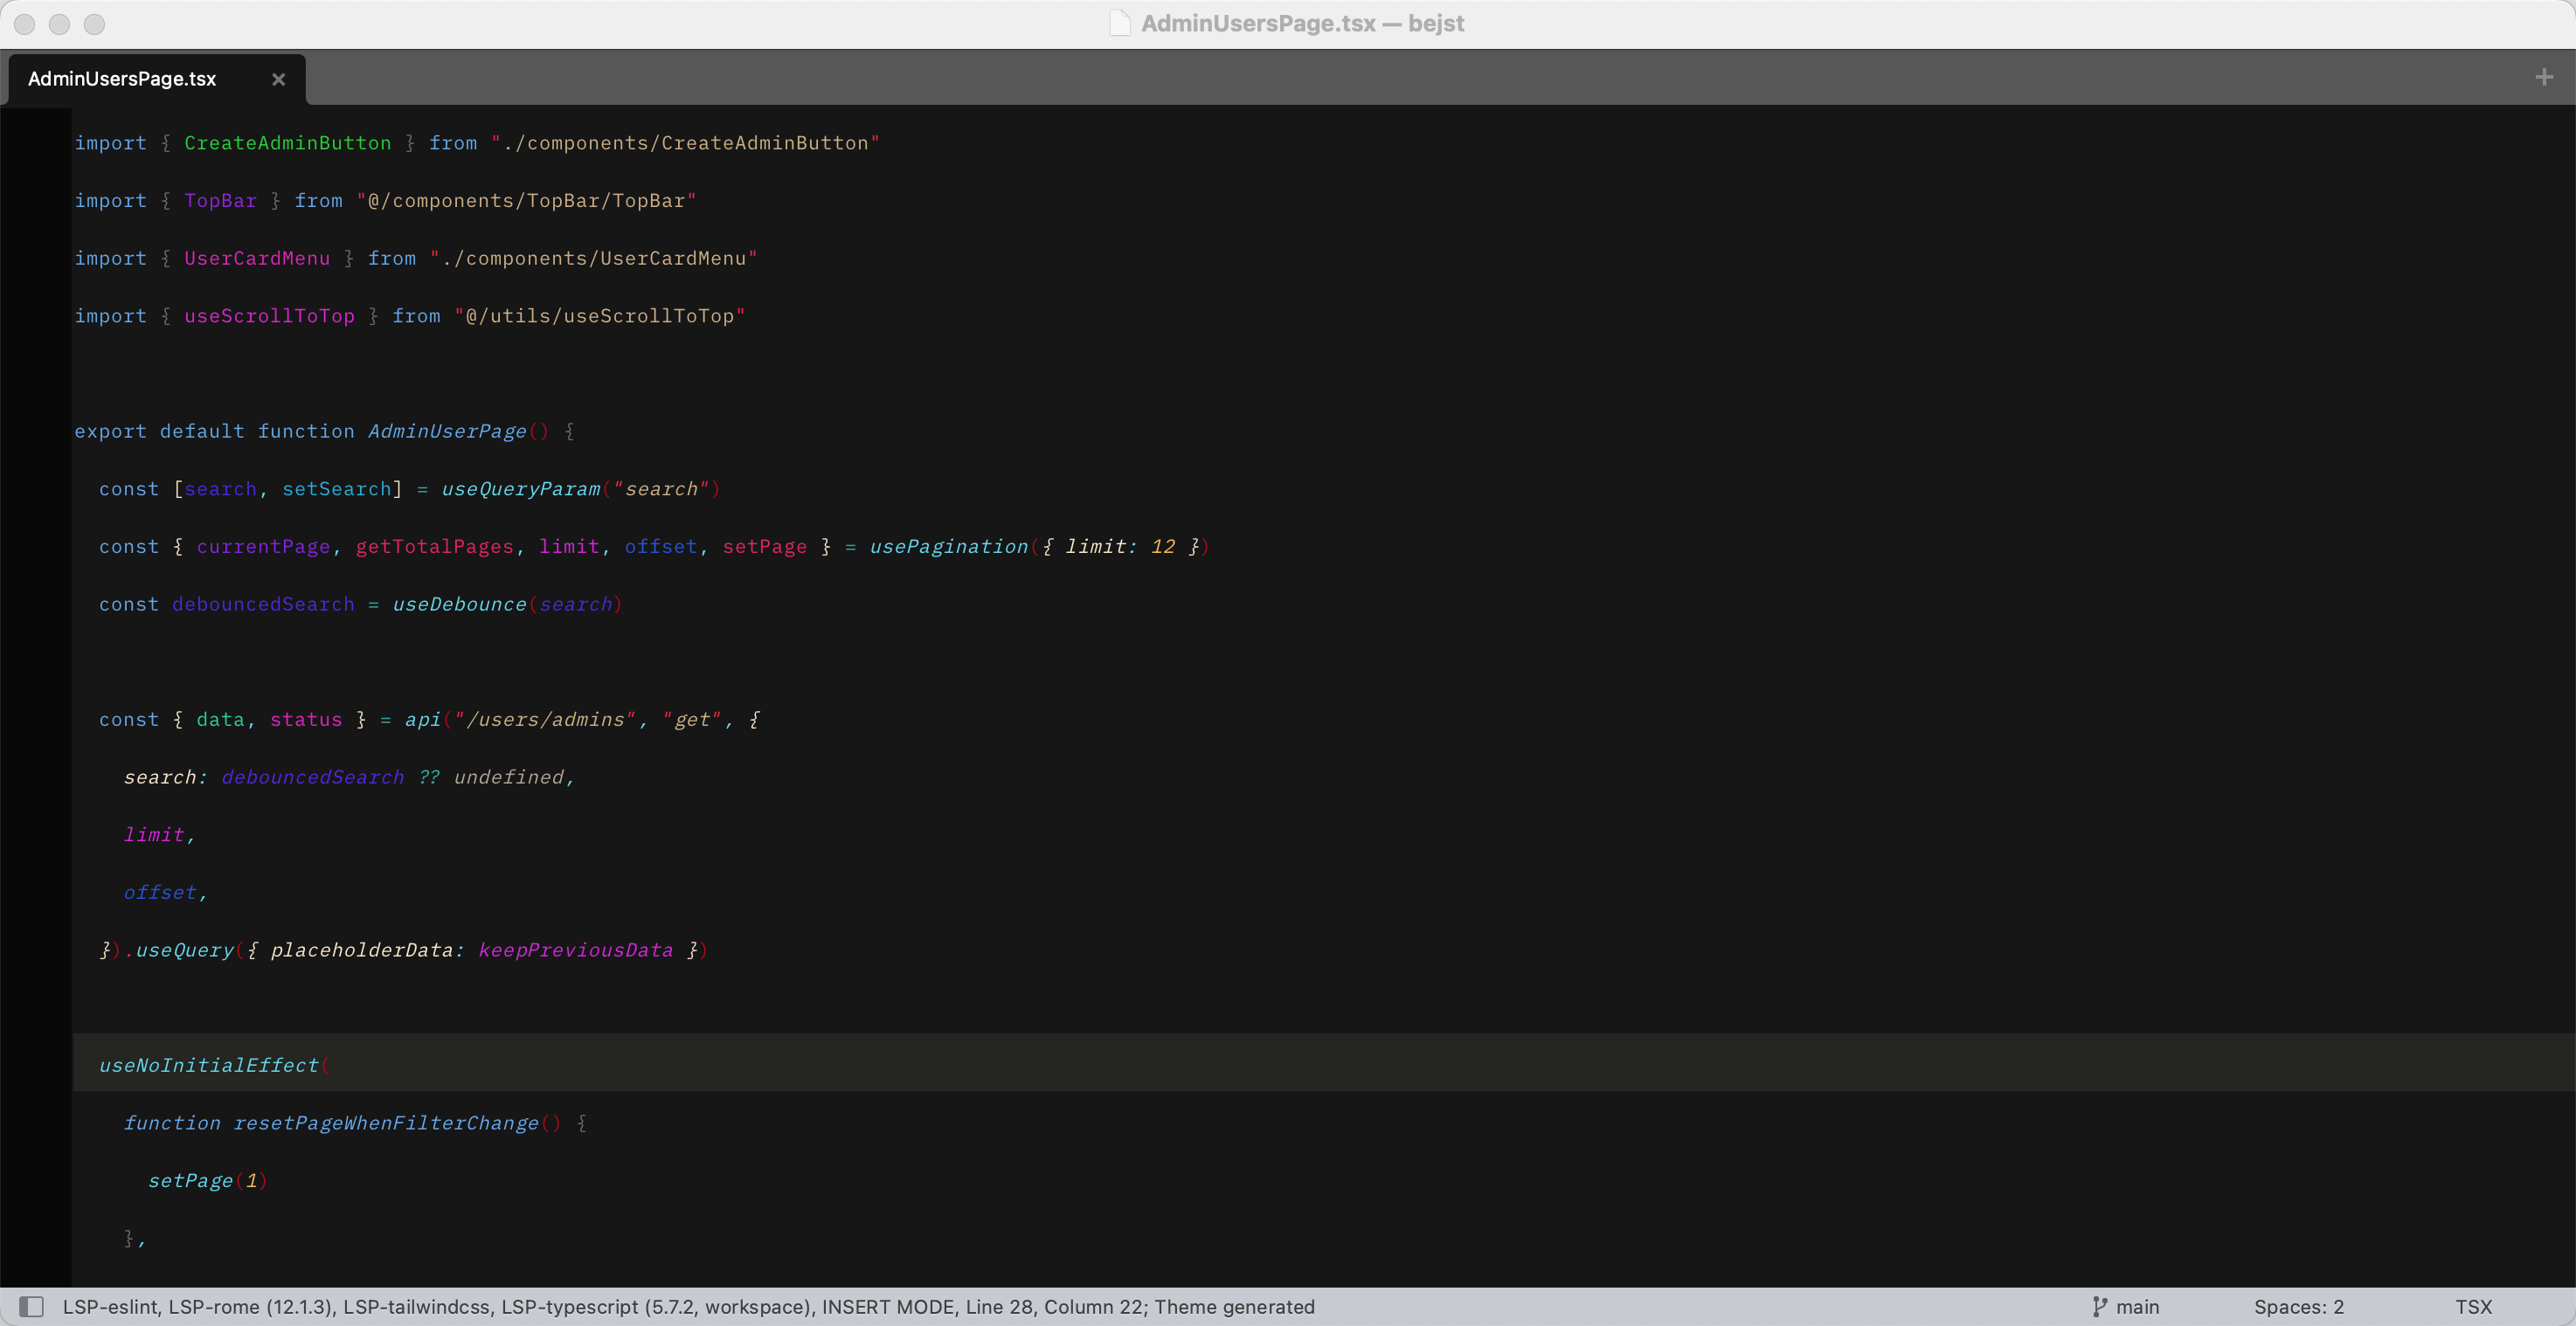 AdminUsersPage.tsx — bejst
AdminUsersPage.tsx
import { CreateAdminButton } from "./components/CreateAdminButton"
import { TopBar } from "@/components/TopBar/TopBar"
import { UserCardMenu } from "./components/UserCardMenu"
import { useScrollToTop } from "@/utils/useScrollToTop"
export default function AdminUserPage() {
  const [search, setSearch] = useQueryParam("search")
  const { currentPage, getTotalPages, limit, offset, setPage } = usePagination({ limit: 12 })
  const debouncedSearch = useDebounce(search)
  const { data, status } = api("/users/admins", "get", {
    search: debouncedSearch ?? undefined,
    limit,
    offset,
  }).useQuery({ placeholderData: keepPreviousData })
  useNoInitialEffect(
    function resetPageWhenFilterChange() {
      setPage(1)
    },
LSP-eslint, LSP-rome (12.1.3), LSP-tailwindcss, LSP-typescript (5.7.2, workspace), INSERT MODE, Line 28, Column 22; Theme generated
main
Spaces: 2
TSX